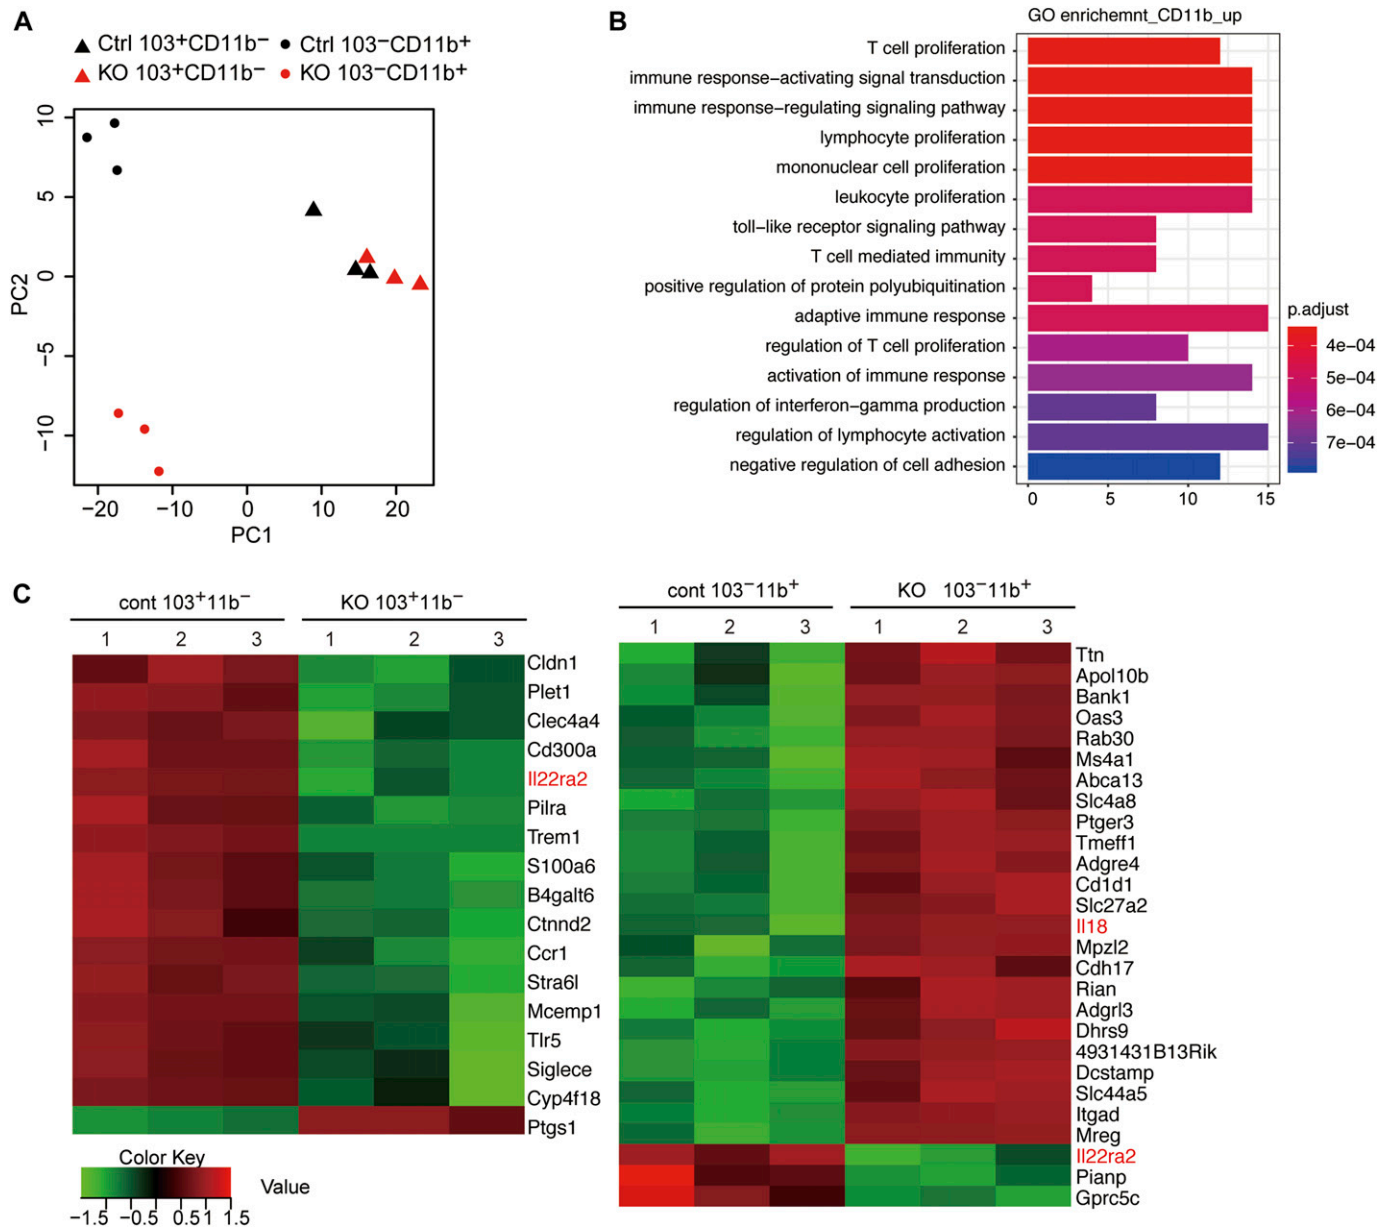 A
Ctrl 103⁺CD11b⁻ Ctrl 103⁻CD11b⁺
KO 103⁺CD11b⁻ KO 103⁻CD11b⁺
10
5
0
−5
−10
PC2
−20 −10 0 10 20
PC1
B
GO enrichemnt_CD11b_up
T cell proliferation
immune response−activating signal transduction
immune response−regulating signaling pathway
lymphocyte proliferation
mononuclear cell proliferation
leukocyte proliferation
toll−like receptor signaling pathway
T cell mediated immunity
positive regulation of protein polyubiquitination
adaptive immune response
regulation of T cell proliferation
activation of immune response
regulation of interferon−gamma production
regulation of lymphocyte activation
negative regulation of cell adhesion
0 5 10 15
p.adjust
4e−04
5e−04
6e−04
7e−04
C
cont 103⁺11b⁻ KO 103⁺11b⁻
1 2 3 1 2 3
Cldn1
Plet1
Clec4a4
Cd300a
Il22ra2
Pilra
Trem1
S100a6
B4galt6
Ctnnd2
Ccr1
Stra6l
Mcemp1
Tlr5
Siglece
Cyp4f18
Ptgs1
Color Key
Value
−1.5 −0.5 0.5 1 1.5
cont 103⁻11b⁺ KO 103⁻11b⁺
1 2 3 1 2 3
Ttn
Apol10b
Bank1
Oas3
Rab30
Ms4a1
Abca13
Slc4a8
Ptger3
Tmeff1
Adgre4
Cd1d1
Slc27a2
Il18
Mpzl2
Cdh17
Rian
Adgrl3
Dhrs9
4931431B13Rik
Dcstamp
Slc44a5
Itgad
Mreg
Il22ra2
Pianp
Gprc5c